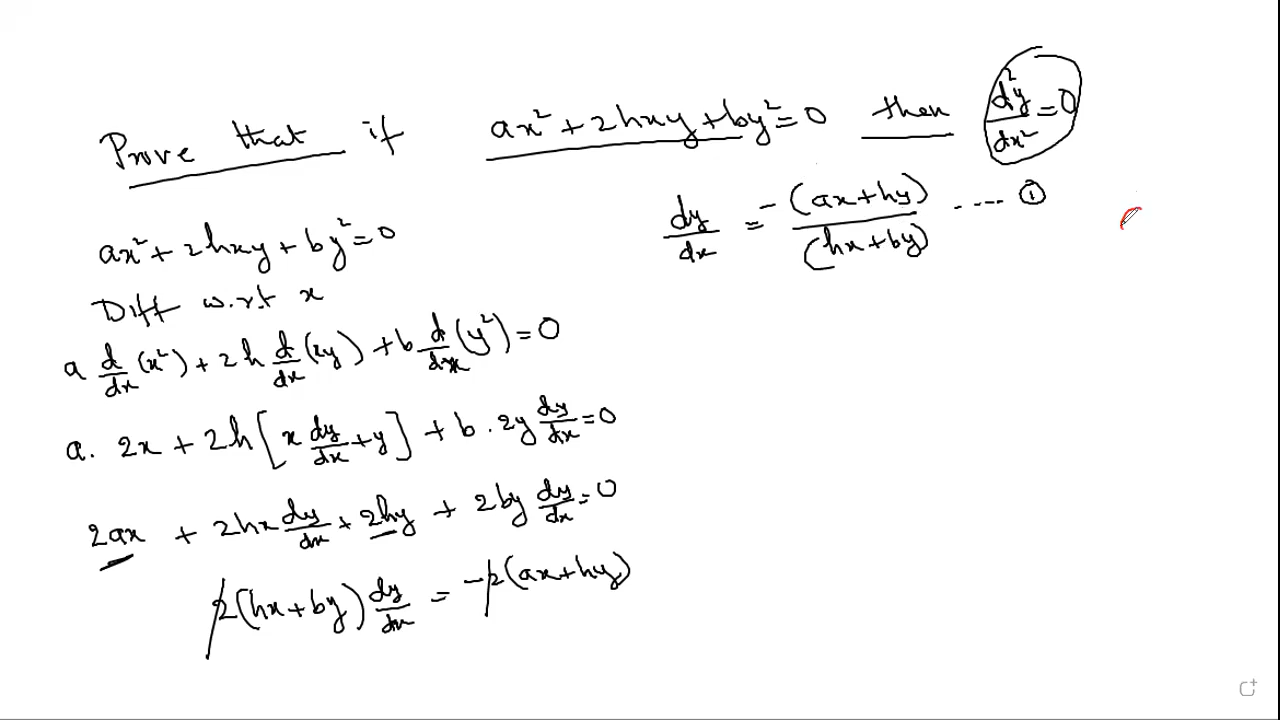 Prove that if ax² + 2hxy + by² = 0 then d²y/dx² = 0
ax² + 2hxy + by² = 0
Diff w.r.t x
a d/dx (x²) + 2h d/dx (xy) + b d/dx (y²) = 0
a. 2x + 2h [x dy/dx + y] + b . 2y dy/dx = 0
2ax + 2hx dy/dx + 2hy + 2by dy/dx = 0
2(hx + by) dy/dx = -2(ax + hy)
dy/dx = -(ax + hy)/(hx + by) ..... ①